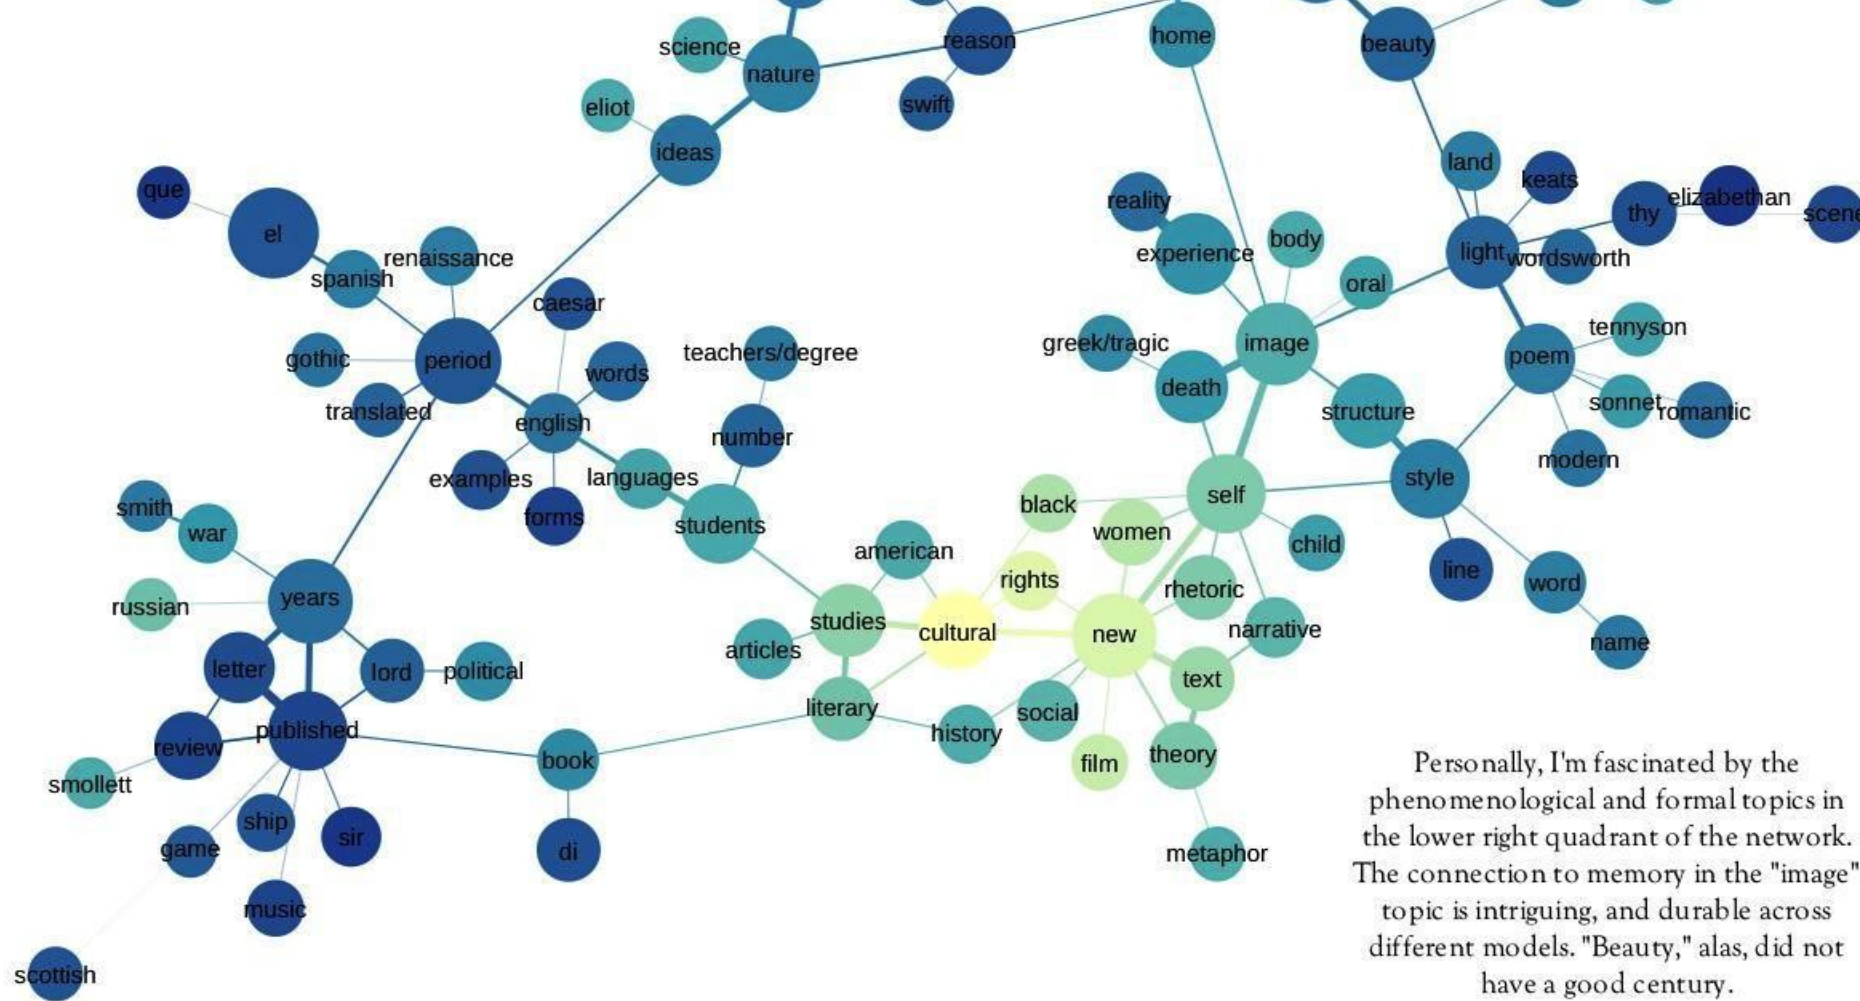 science
nature
reason
home
beauty
eliot
swift
ideas
que
el
spanish
renaissance
reality
experience
body
oral
land
keats
light
wordsworth
thy
elizabethan
scene
caesar
gothic
period
translated
words
teachers/degree
english
number
examples
forms
languages
students
greek/tragic
death
image
structure
poem
tennyson
sonnet
romantic
modern
style
smith
war
russian
years
american
black
women
self
child
line
word
name
rights
rhetoric
narrative
studies
cultural
new
articles
text
letter
lord
political
published
review
smollett
literary
history
social
film
theory
book
ship
sir
game
di
metaphor
music
scottish
Personally, I'm fascinated by the
phenomenological and formal topics in
the lower right quadrant of the network.
The connection to memory in the "image"
topic is intriguing, and durable across
different models. "Beauty," alas, did not
have a good century.